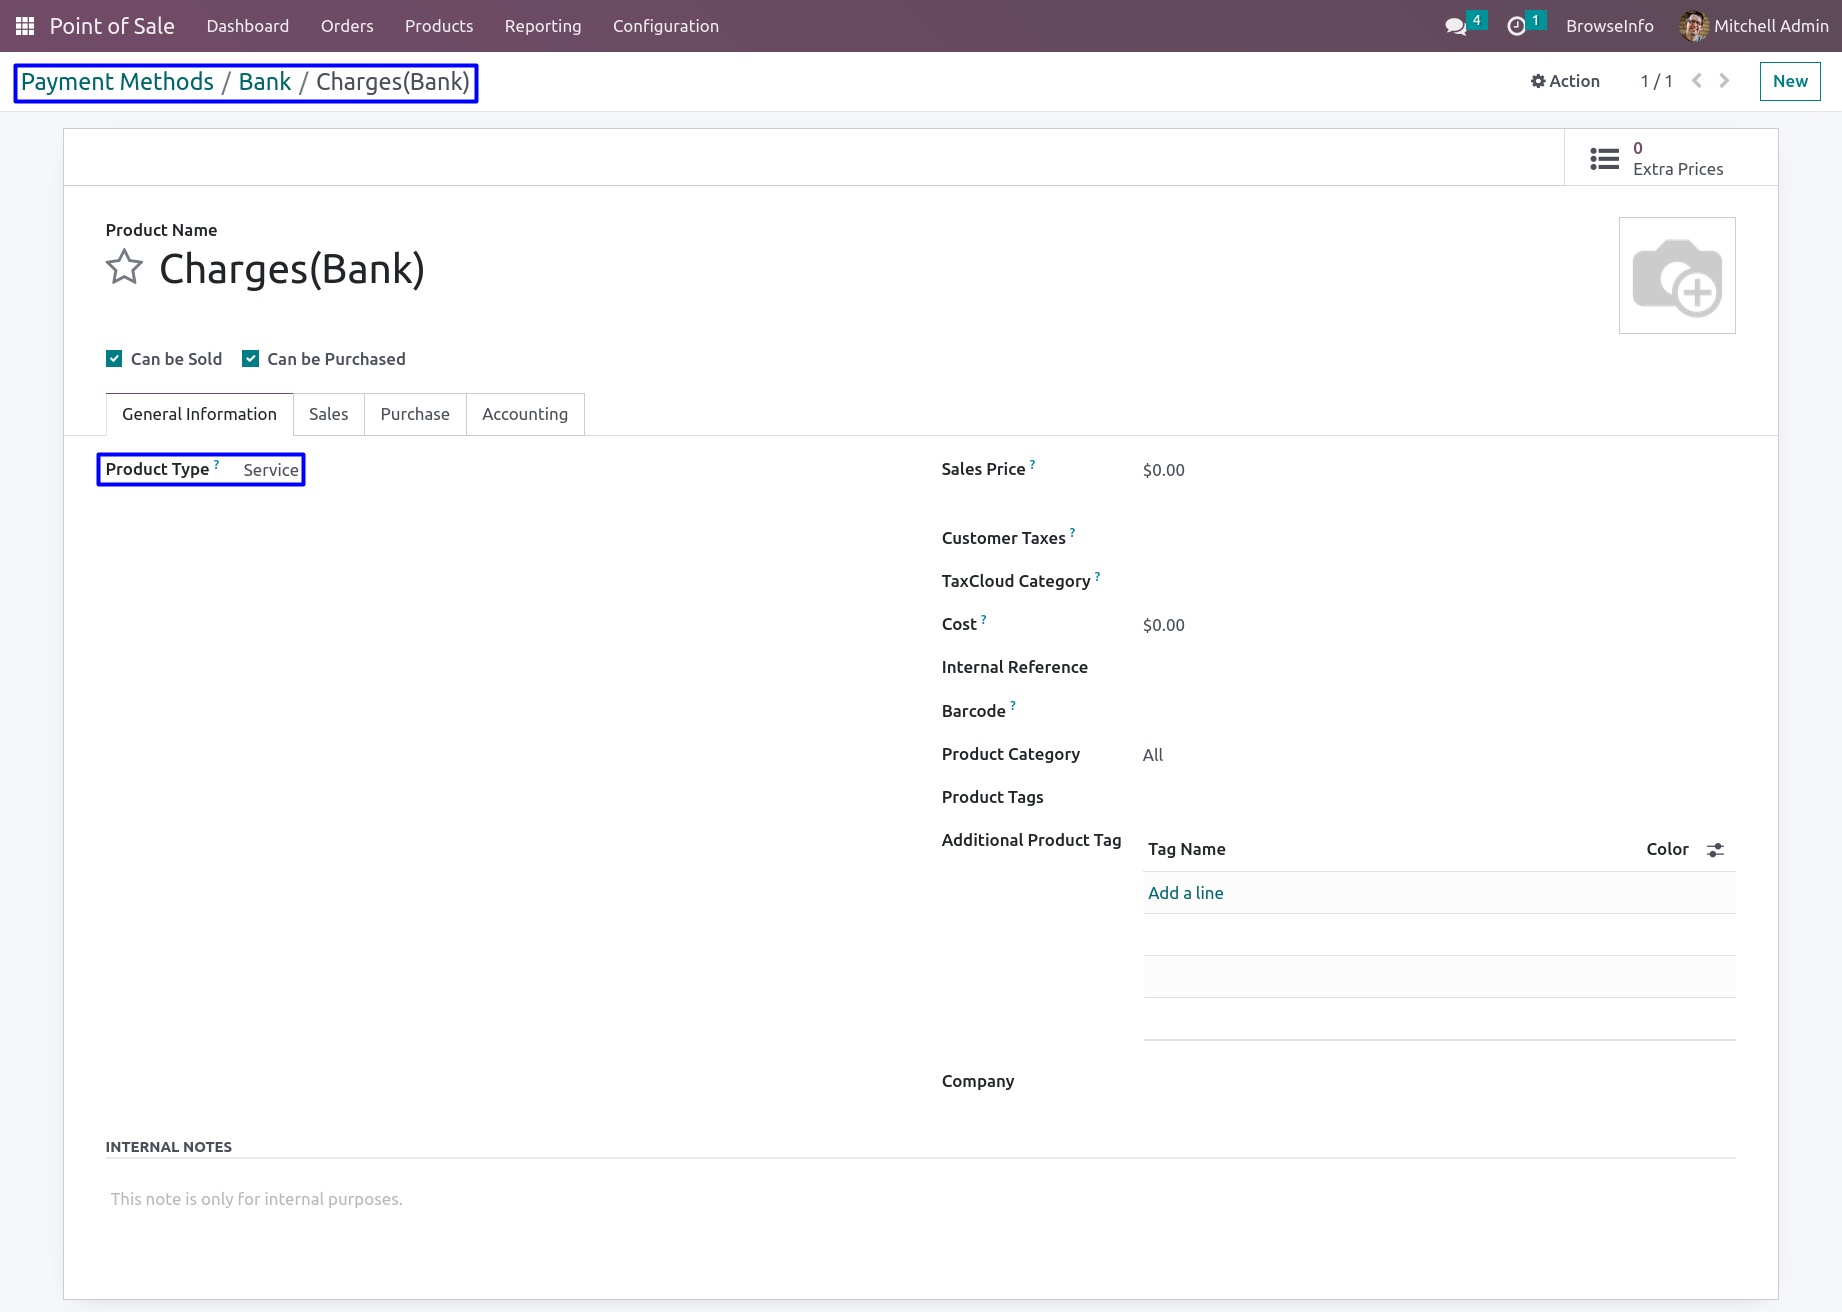 Point of Sale Dashboard Orders Products Reporting Configuration 4 1 BrowseInfo Mitchell Admin
Payment Methods / Bank / Charges(Bank) Action 1 / 1 New
0
Extra Prices
Product Name
Charges(Bank)
Can be Sold Can be Purchased
General Information Sales Purchase Accounting
Product Type ? Service Sales Price ? $0.00
Customer Taxes ?
TaxCloud Category ?
Cost ? $0.00
Internal Reference
Barcode ?
Product Category All
Product Tags
Additional Product Tag Tag Name Color
Add a line
Company
INTERNAL NOTES
This note is only for internal purposes.